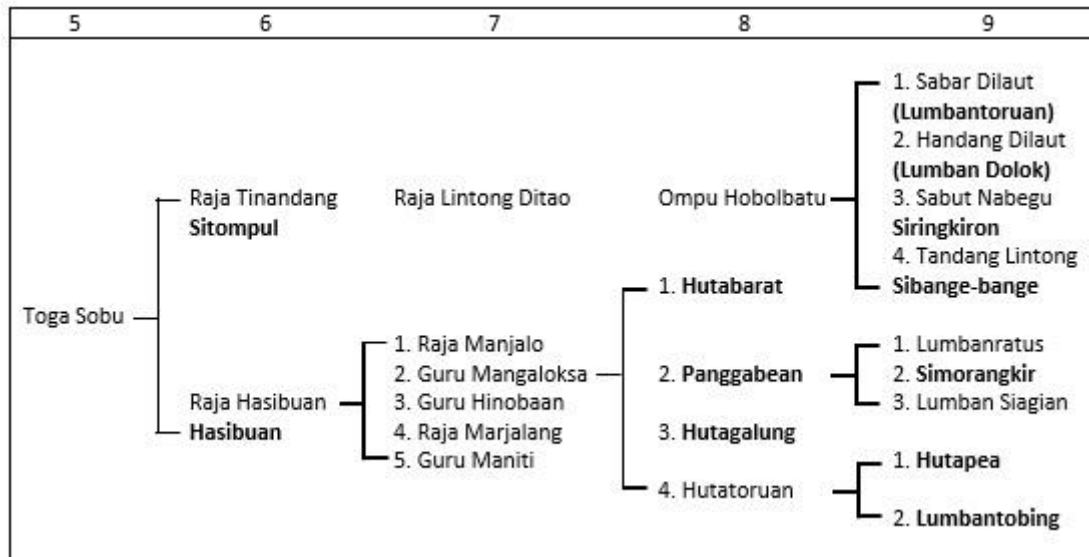 5 6 7 8 9
1. Sabar Dilaut
(Lumbantoruan)
2. Handang Dilaut
(Lumban Dolok)
Raja Tinandang Raja Lintong Ditao Ompu Hobolbatu 3. Sabut Nabegu
Sitompul Siringkiron
4. Tandang Lintong
1. Hutabarat Sibange-bange
Toga Sobu
1. Raja Manjalo 1. Lumbanratus
2. Guru Mangaloksa 2. Panggabean 2. Simorangkir
Raja Hasibuan 3. Guru Hinobaan 3. Lumban Siagian
Hasibuan 4. Raja Marjalang 3. Hutagalung
5. Guru Maniti 1. Hutapea
4. Hutatoruan
2. Lumbantobing